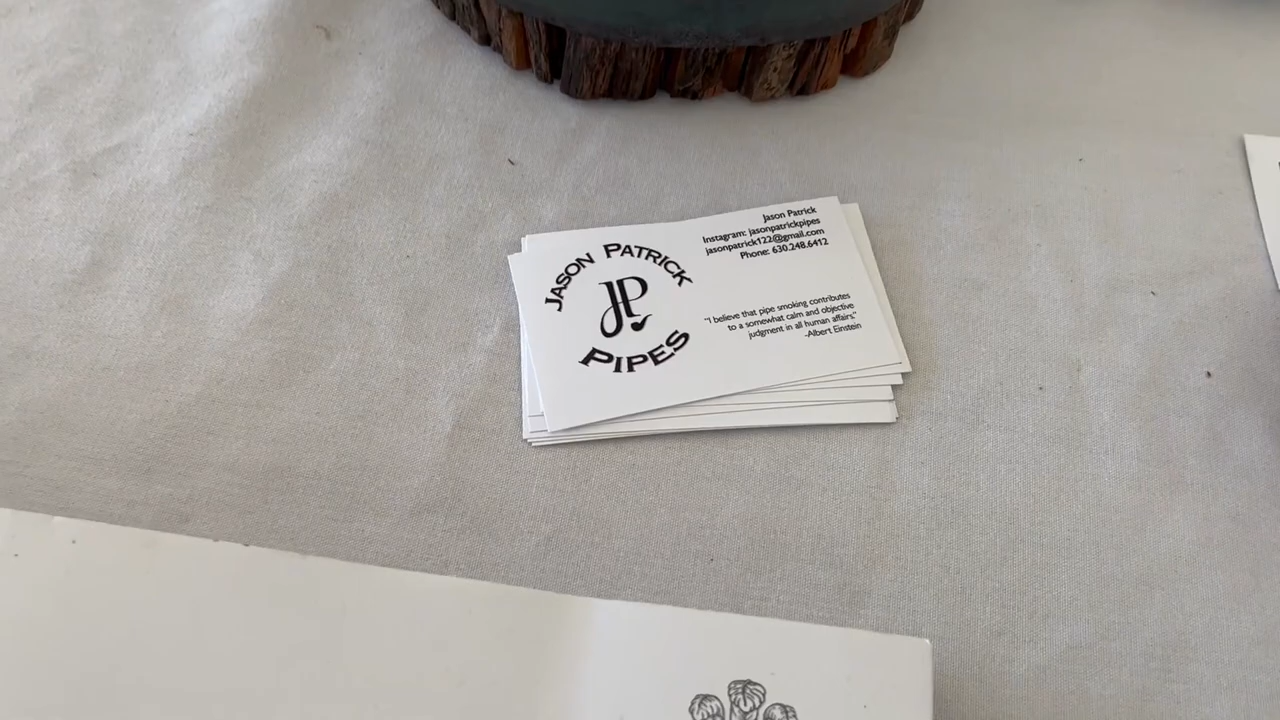 JASON PATRICK
JP
PIPES
Jason Patrick
Instagram: jasonpatrickpipes
jasonpatrick122@gmail.com
Phone: 630.248.6412
"I believe that pipe smoking contributes
to a somewhat calm and objective
judgment in all human affairs."
-Albert Einstein